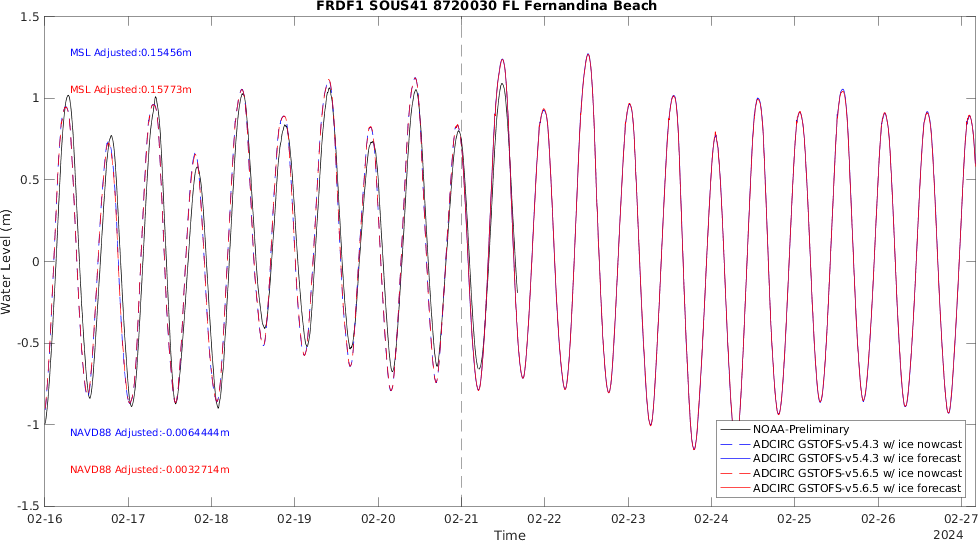 FRDF1 SOUS41 8720030 FL Fernandina Beach
1.5
MSL Adjusted:0.15456m
MSL Adjusted:0.15773m
1
0.5
Water Level (m)
0
-0.5
-1
NAVD88 Adjusted:-0.0064444m
NAVD88 Adjusted:-0.0032714m
-1.5
NOAA-Preliminary
ADCIRC GSTOFS-v5.4.3 w/ ice nowcast
ADCIRC GSTOFS-v5.4.3 w/ ice forecast
ADCIRC GSTOFS-v5.6.5 w/ ice nowcast
ADCIRC GSTOFS-v5.6.5 w/ ice forecast
02-16 02-17 02-18 02-19 02-20 02-21 02-22 02-23 02-24 02-25 02-26 02-27
Time
2024